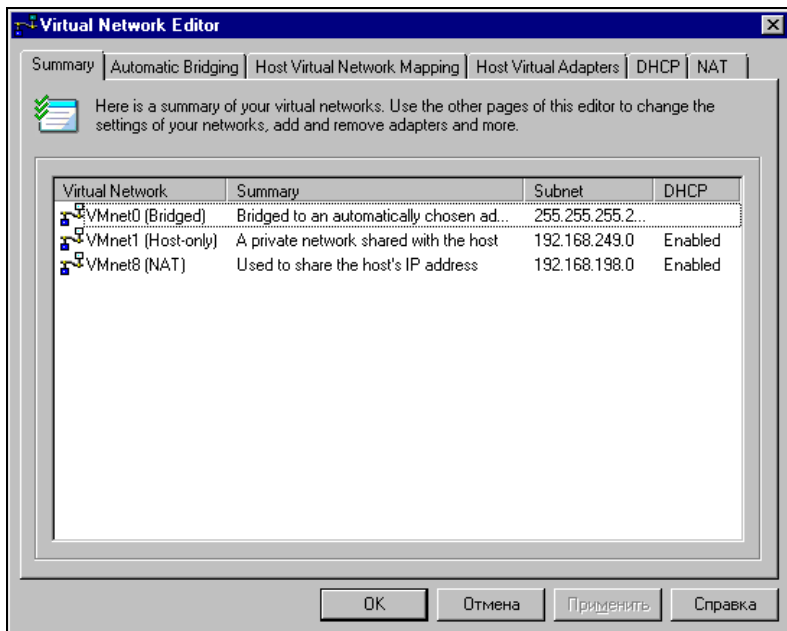 Virtual Network Editor
Summary Automatic Bridging Host Virtual Network Mapping Host Virtual Adapters DHCP NAT
Here is a summary of your virtual networks. Use the other pages of this editor to change the
settings of your networks, add and remove adapters and more.
Virtual Network Summary Subnet DHCP
VMnet0 (Bridged) Bridged to an automatically chosen ad... 255.255.255.2...
VMnet1 (Host-only) A private network shared with the host 192.168.249.0 Enabled
VMnet8 (NAT) Used to share the host's IP address 192.168.198.0 Enabled
OK Отмена Применить Справка